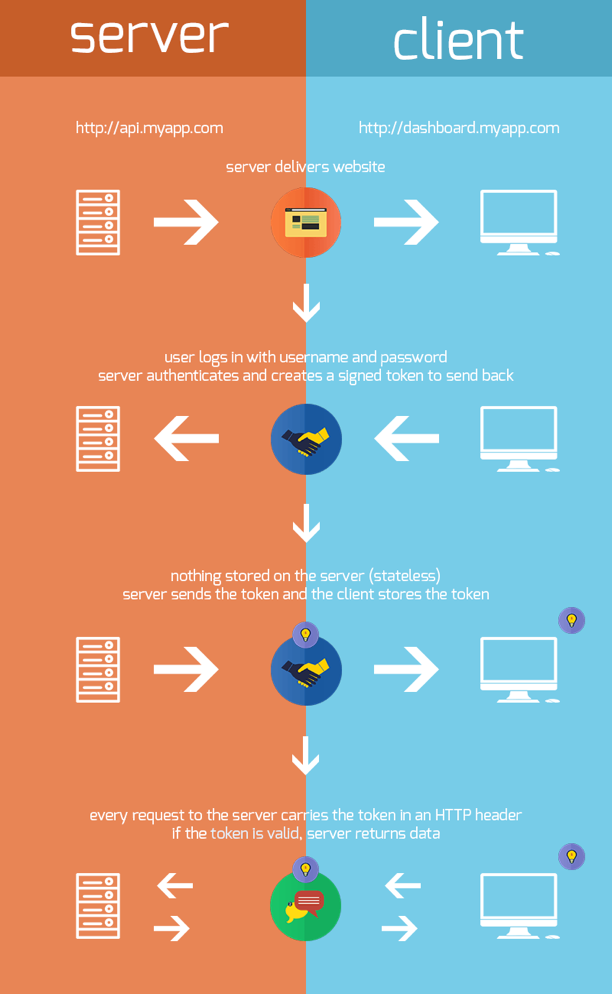 server
client
http://api.myapp.com
http://dashboard.myapp.com
server delivers website
user logs in with username and password
server authenticates and creates a signed token to send back
nothing stored on the server (stateless)
server sends the token and the client stores the token
every request to the server carries the token in an HTTP header
if the token is valid, server returns data